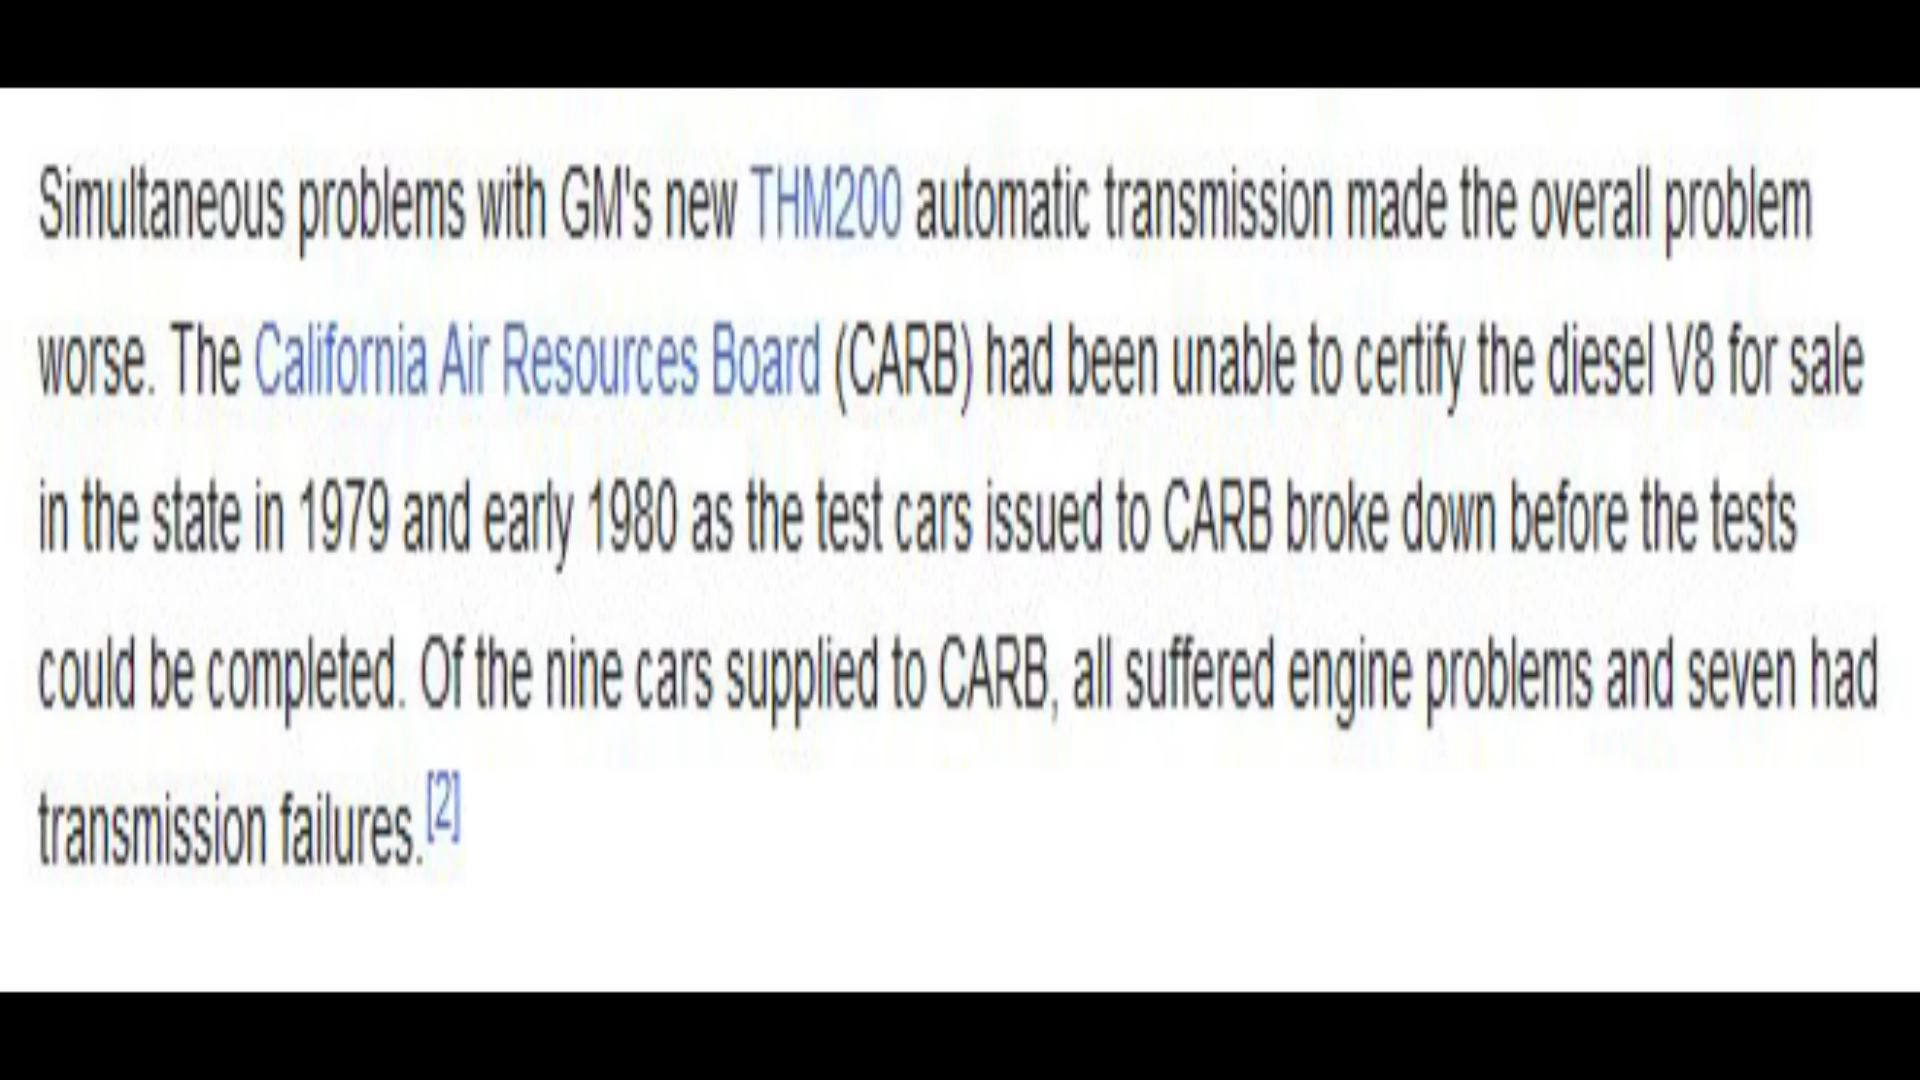 Simultaneous problems with GM's new THM200 automatic transmission made the overall problem
worse. The California Air Resources Board (CARB) had been unable to certify the diesel V8 for sale
in the state in 1979 and early 1980 as the test cars issued to CARB broke down before the tests
could be completed. Of the nine cars supplied to CARB, all suffered engine problems and seven had
transmission failures.[2]